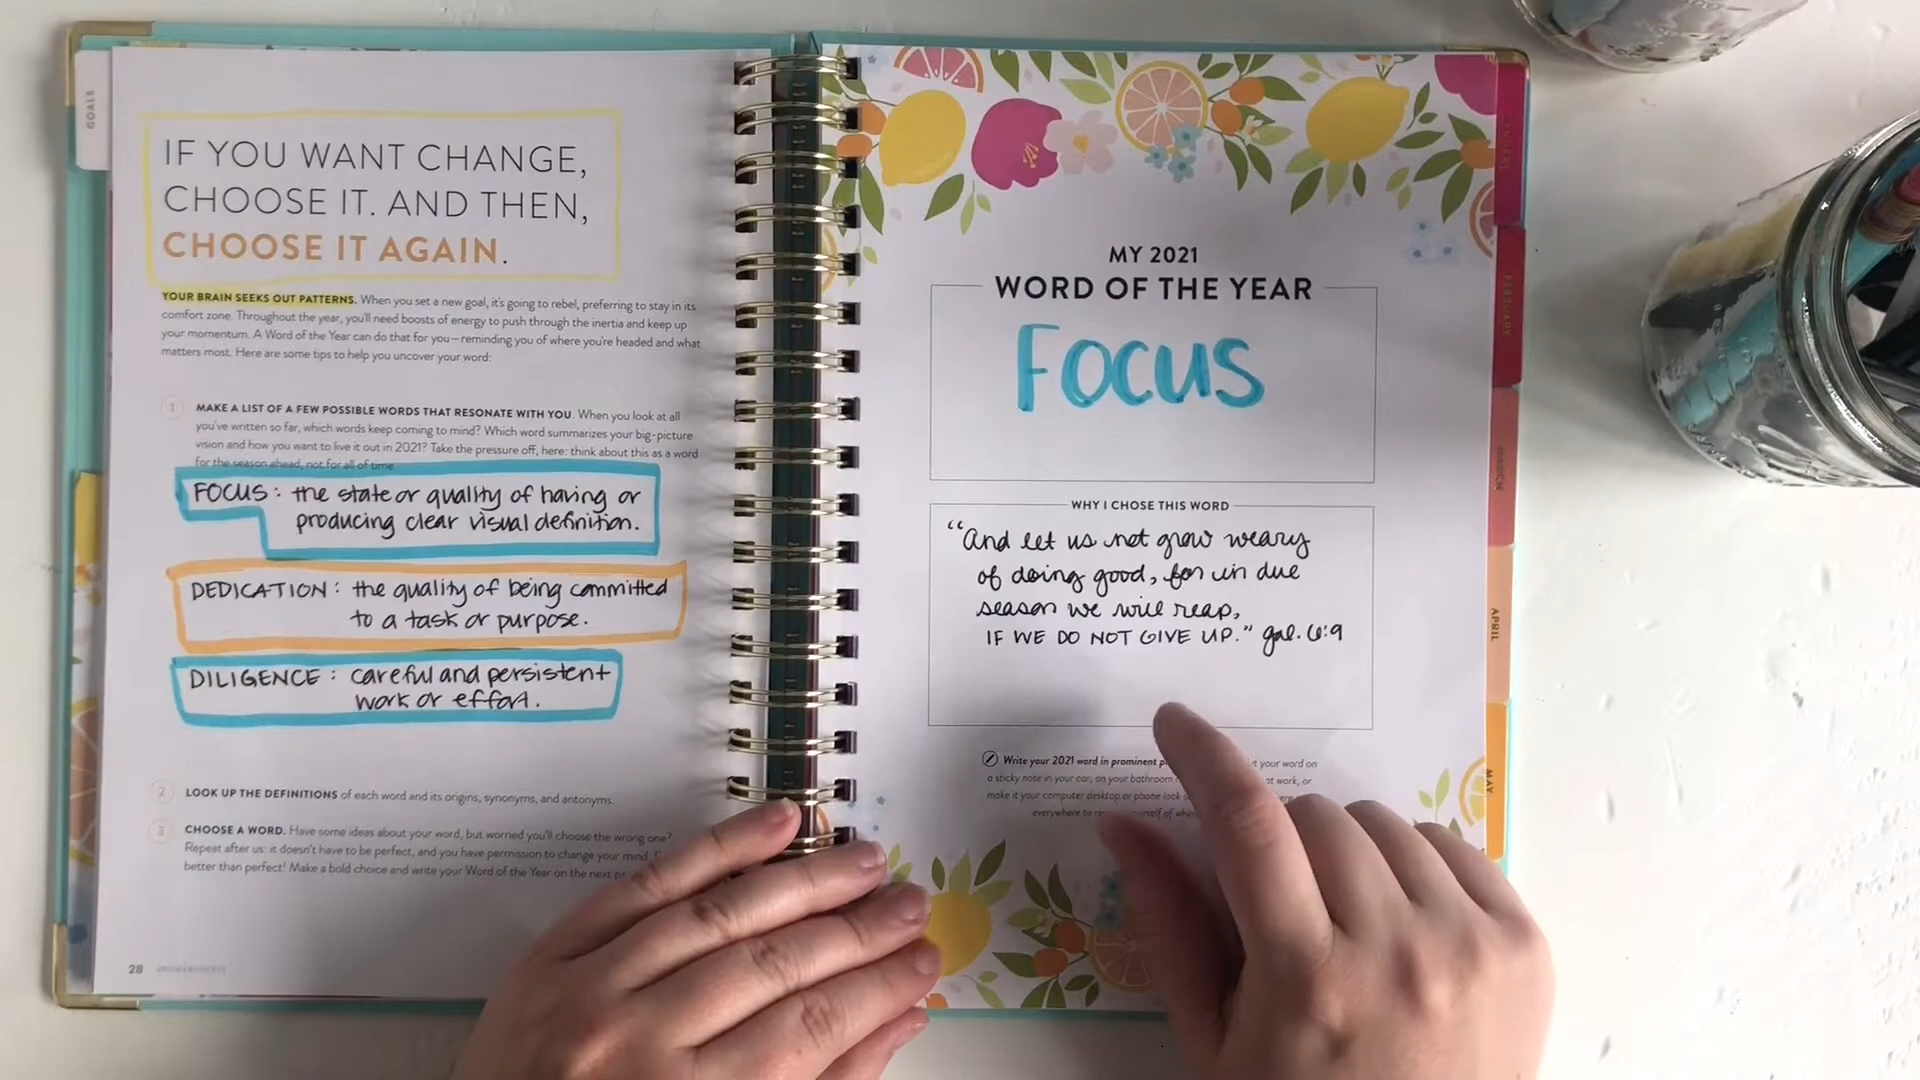 GOALS
IF YOU WANT CHANGE,
CHOOSE IT. AND THEN,
CHOOSE IT AGAIN.
YOUR BRAIN SEEKS OUT PATTERNS. When you set a new goal, it's going to rebel, preferring to stay in its
comfort zone. Throughout the year, you'll need boosts of energy to push through the inertia and keep up
your momentum. A Word of the Year can do that for you—reminding you of where you're headed and what
matters most. Here are some tips to help you uncover your word:
1 MAKE A LIST OF A FEW POSSIBLE WORDS THAT RESONATE WITH YOU. When you look at all
you've written so far, which words keep coming to mind? Which word summarizes your big-picture
vision and how you want to live it out in 2021? Take the pressure off, here: think about this as a word
for the season ahead, not for all of time.
FOCUS: the state or quality of having or
producing clear visual definition.
DEDICATION: the quality of being committed
to a task or purpose.
DILIGENCE: careful and persistent
work or effort.
2 LOOK UP THE DEFINITIONS of each word and its origins, synonyms, and antonyms.
3 CHOOSE A WORD. Have some ideas about your word, but worried you'll choose the wrong one?
Repeat after us: it doesn't have to be perfect, and you have permission to change your mind.
better than perfect! Make a bold choice and write your Word of the Year on the next
28
MY 2021
WORD OF THE YEAR
FOCUS
WHY I CHOSE THIS WORD
"And let us not grow weary
of doing good, for in due
season we will reap,
IF WE DO NOT GIVE UP." gal. 6:9
Write your 2021 word in prominent your word on
a sticky note in your car, on your bathroom at work, or
make it your computer desktop or phone
everywhere to of
JANUARY
FEBRUARY
MARCH
APRIL
MAY